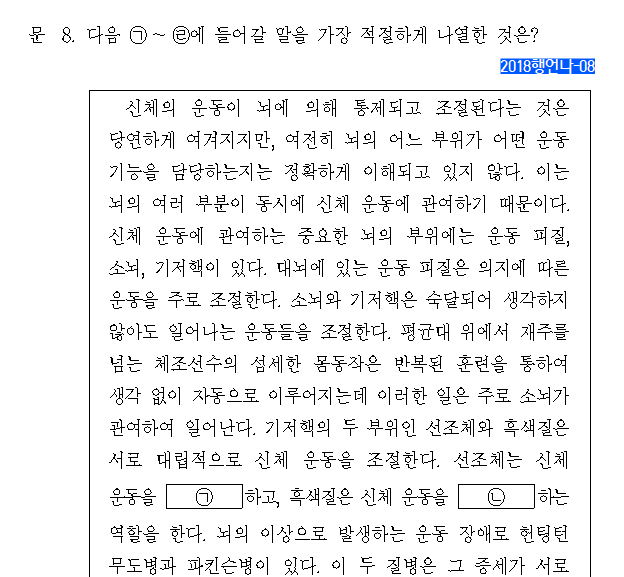 문 8. 다음 ㉠~㉣에 들어갈 말을 가장 적절하게 나열한 것은?
2018행언나-08
신체의 운동이 뇌에 의해 통제되고 조절된다는 것은
당연하게 여겨지지만, 여전히 뇌의 어느 부위가 어떤 운동
기능을 담당하는지는 정확하게 이해되고 있지 않다. 이는
뇌의 여러 부분이 동시에 신체 운동에 관여하기 때문이다.
신체 운동에 관여하는 중요한 뇌의 부위에는 운동 피질,
소뇌, 기저핵이 있다. 대뇌에 있는 운동 피질은 의지에 따른
운동을 주로 조절한다. 소뇌와 기저핵은 숙달되어 생각하지
않아도 일어나는 운동들을 조절한다. 평균대 위에서 재주를
넘는 체조선수의 섬세한 몸동작은 반복된 훈련을 통하여
생각 없이 자동으로 이루어지는데 이러한 일은 주로 소뇌가
관여하여 일어난다. 기저핵의 두 부위인 선조체와 흑색질은
서로 대립적으로 신체 운동을 조절한다. 선조체는 신체
운동을 ㉠ 하고, 흑색질은 신체 운동을 ㉡ 하는
역할을 한다. 뇌의 이상으로 발생하는 운동 장애로 헌팅턴
무도병과 파킨슨병이 있다. 이 두 질병은 그 증세가 서로